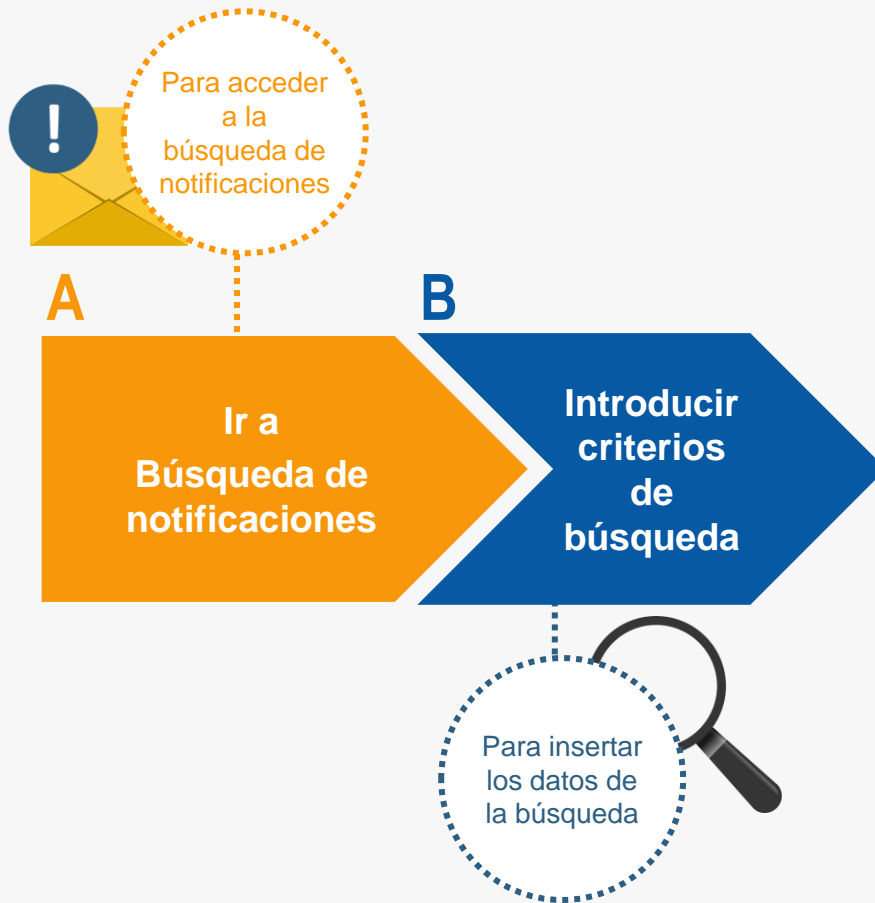 !
Para acceder
a la
búsqueda de
notificaciones
A
Ir a
Búsqueda de
notificaciones
B
Introducir
criterios
de
búsqueda
Para insertar
los datos de
la búsqueda